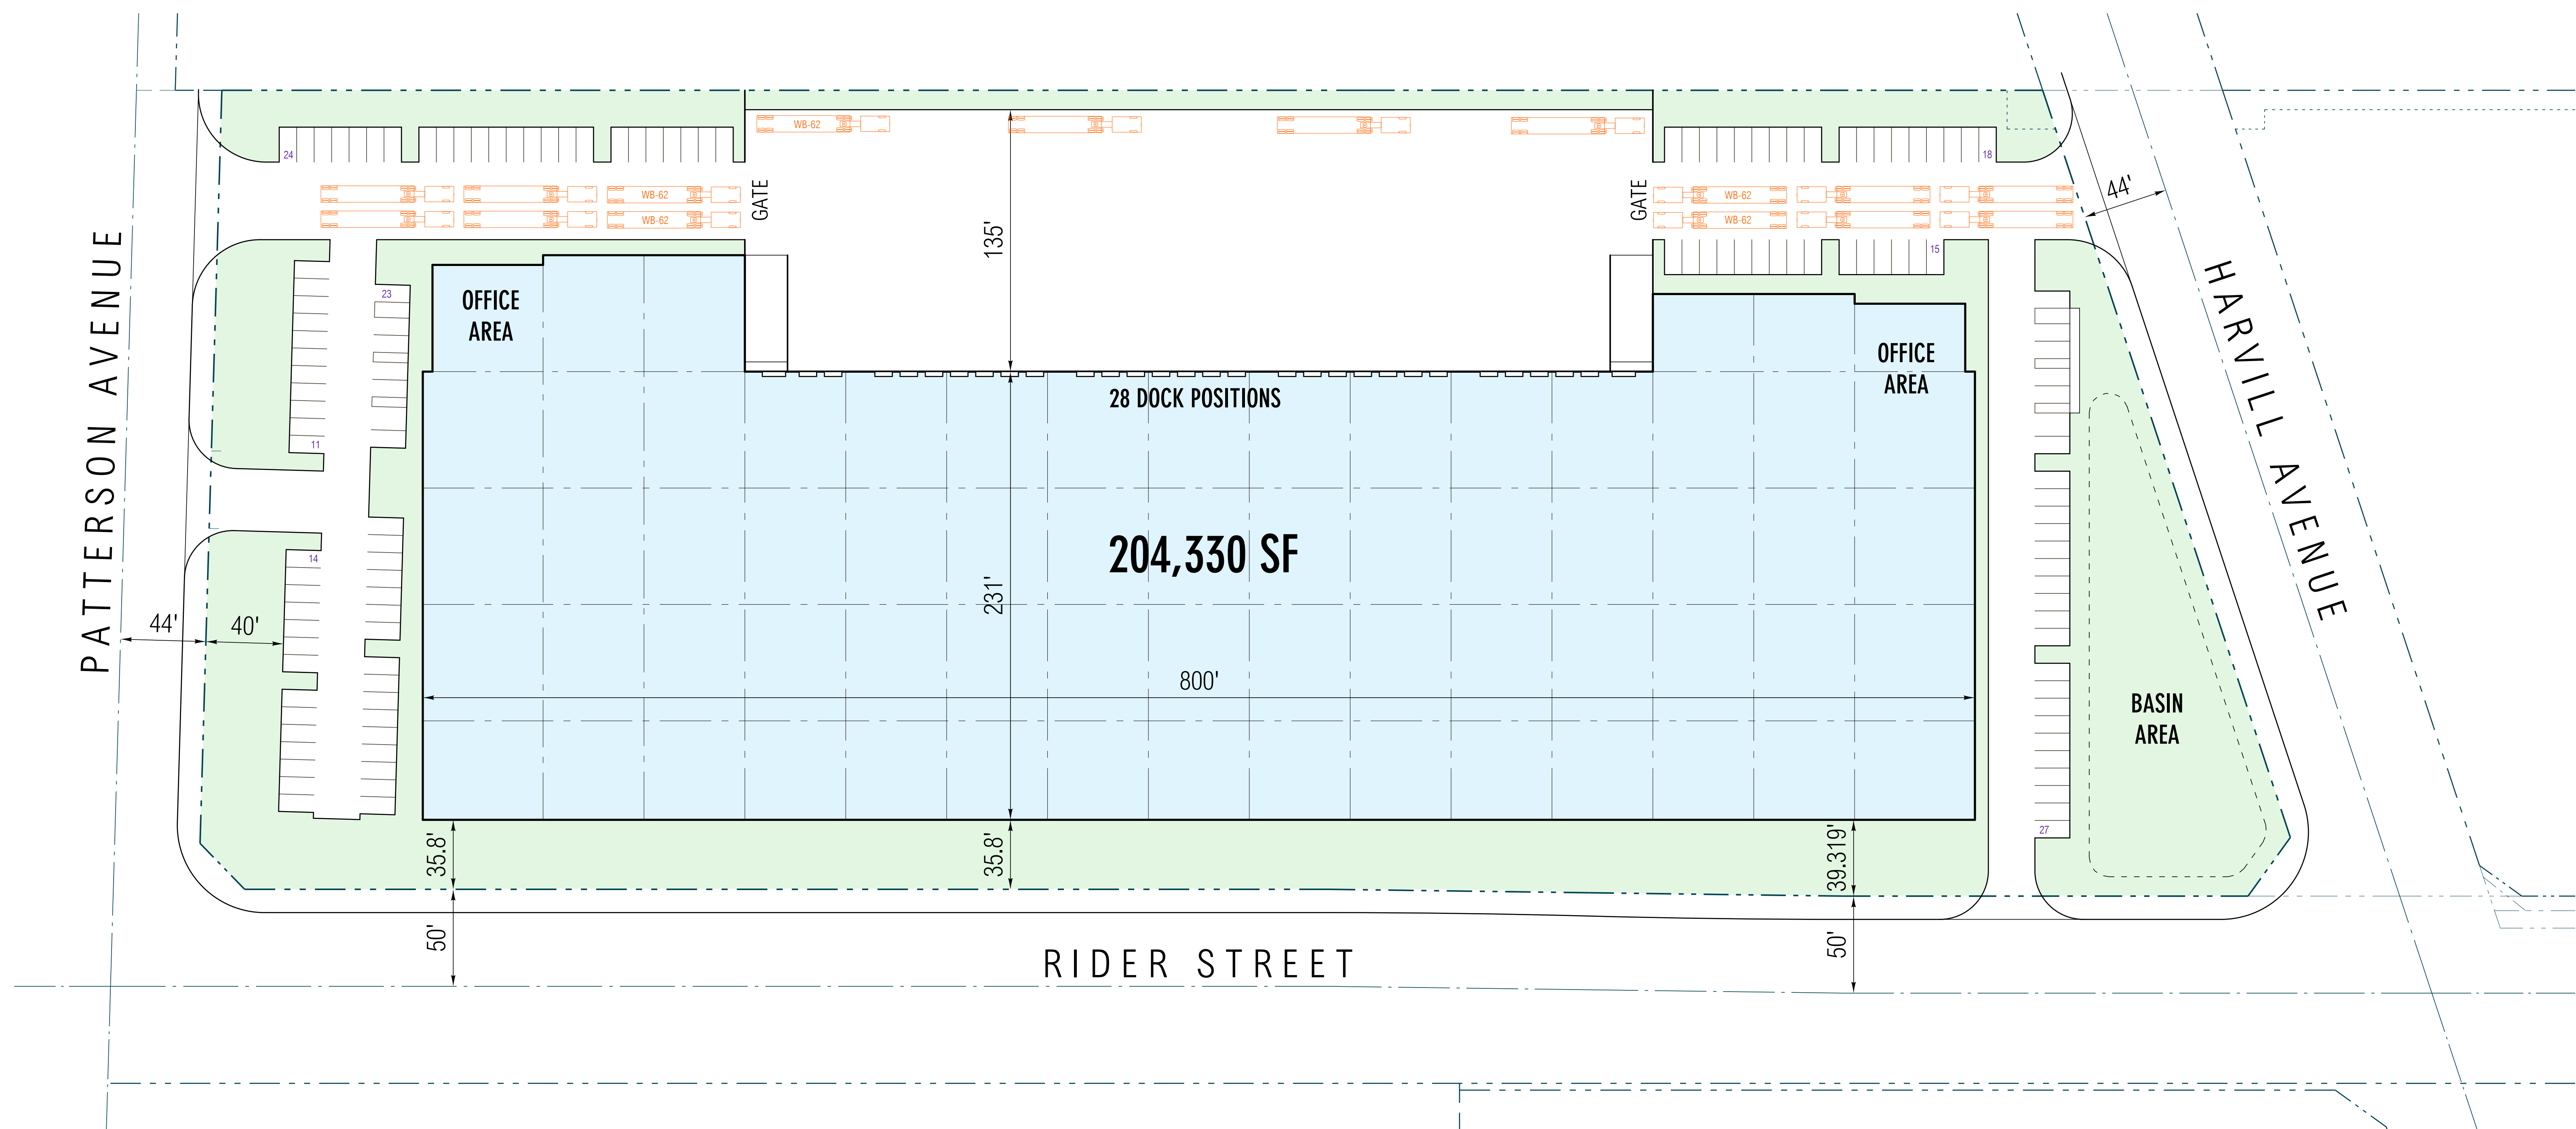 WB-62
24
18
WB-62
WB-62
GATE
GATE
WB-62
WB-62
44'
135'
15
23
OFFICE
AREA
PATTERSON AVENUE
HARVILL AVENUE
OFFICE
AREA
28 DOCK POSITIONS
11
204,330 SF
14
231'
44'
40'
800'
BASIN
AREA
27
35.8'
35.8'
39.319'
50'
50'
RIDER STREET